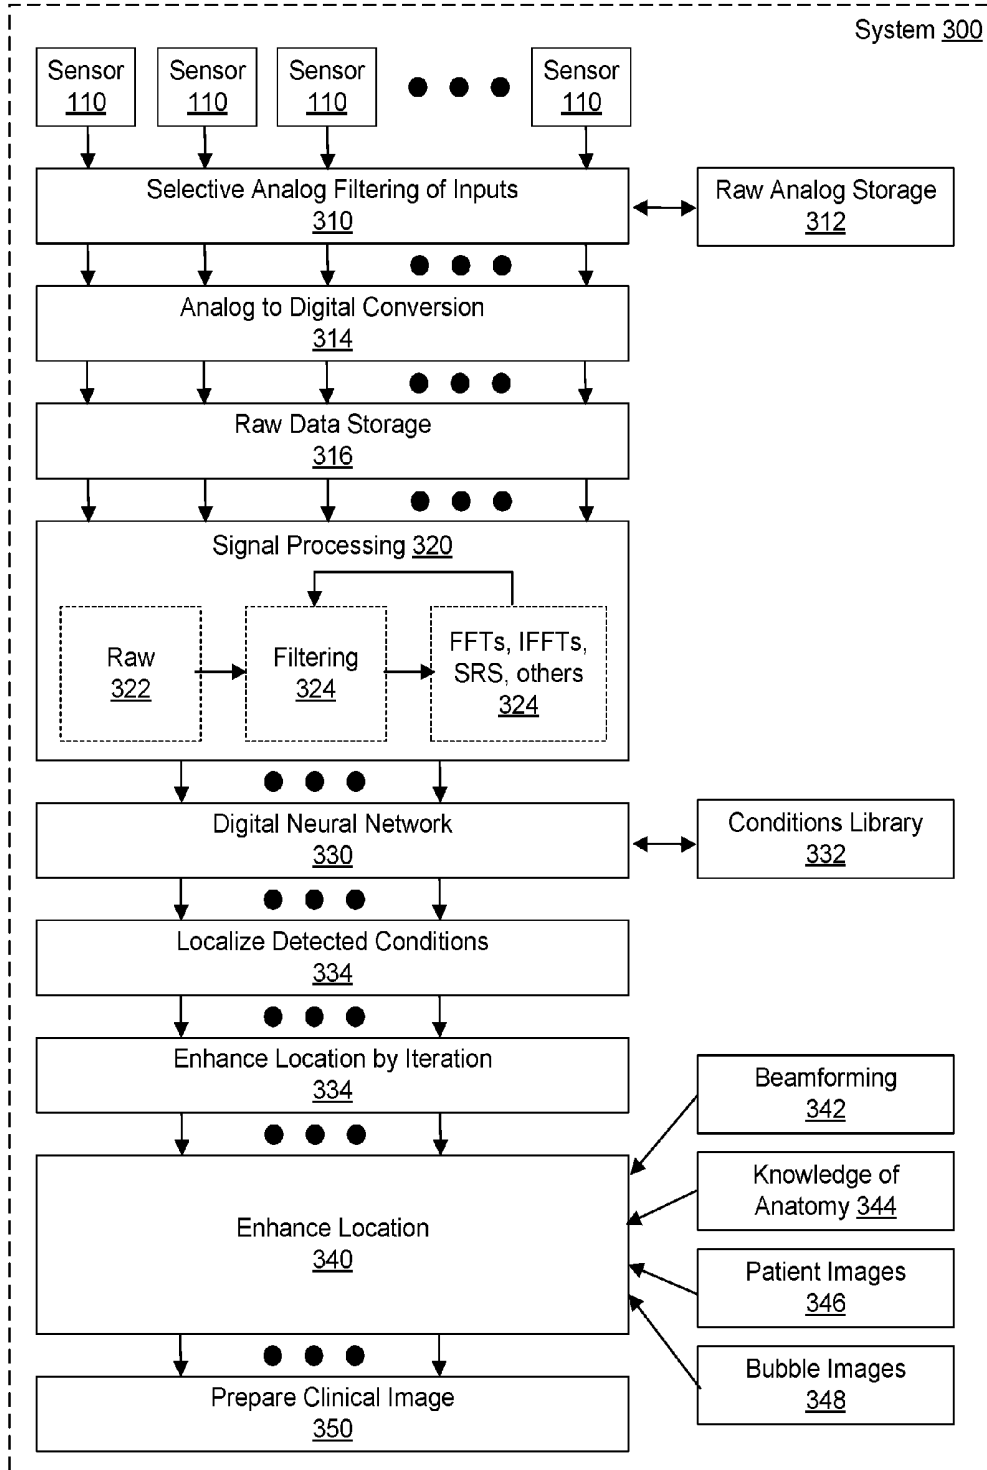 System 300
Sensor Sensor Sensor Sensor
110 110 110 110
Selective Analog Filtering of Inputs
310
Raw Analog Storage
312
Analog to Digital Conversion
314
Raw Data Storage
316
Signal Processing 320
Raw
322
Filtering
324
FFTs, IFFTs,
SRS, others
324
Digital Neural Network
330
Conditions Library
332
Localize Detected Conditions
334
Enhance Location by Iteration
334
Enhance Location
340
Beamforming
342
Knowledge of
Anatomy 344
Patient Images
346
Bubble Images
348
Prepare Clinical Image
350